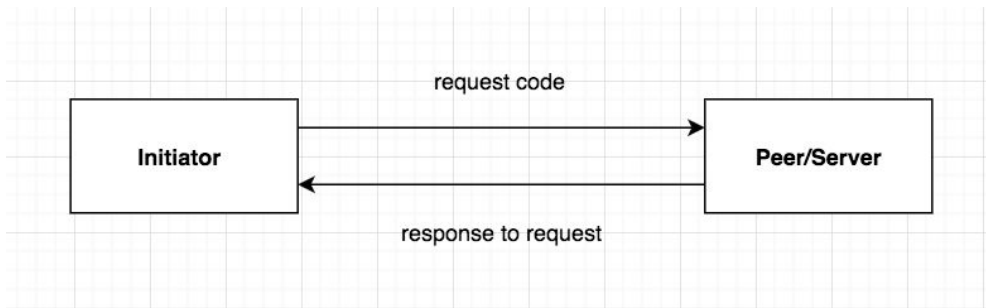 request code
Initiator
Peer/Server
response to request